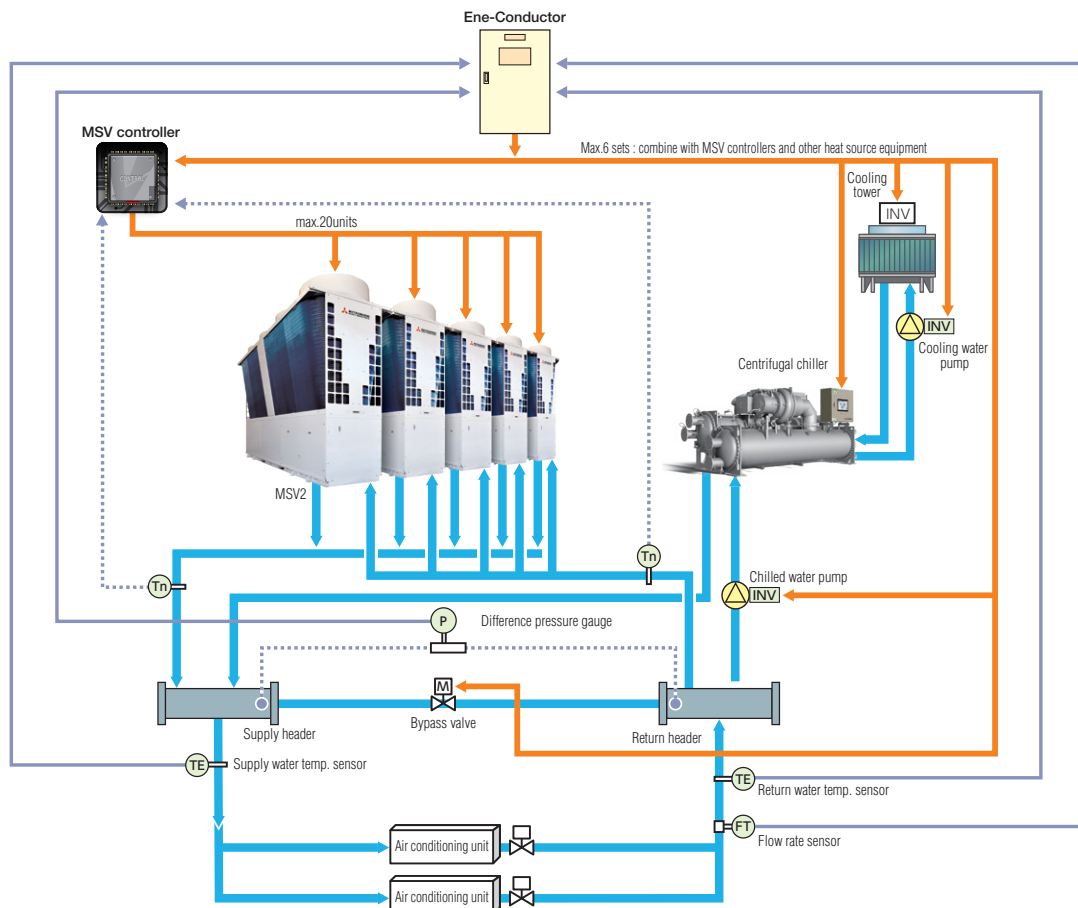 Ene-Conductor
MSV controller
CONTROL
Max.6 sets : combine with MSV controllers and other heat source equipment
Cooling
tower
INV
max.20units
INV
Cooling water
pump
Centrifugal chiller
MSV2
Tn
Tn
Chilled water pump
INV
P
Difference pressure gauge
M
Bypass valve
Supply header
Return header
TE
Supply water temp. sensor
TE
Return water temp. sensor
FT
Flow rate sensor
Air conditioning unit
Air conditioning unit